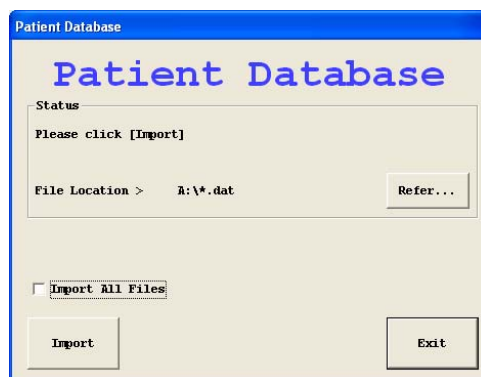 Patient Database
Patient Database
Status
Please click [Import]
File Location > A:\*.dat
Refer...
Import All Files
Import
Exit